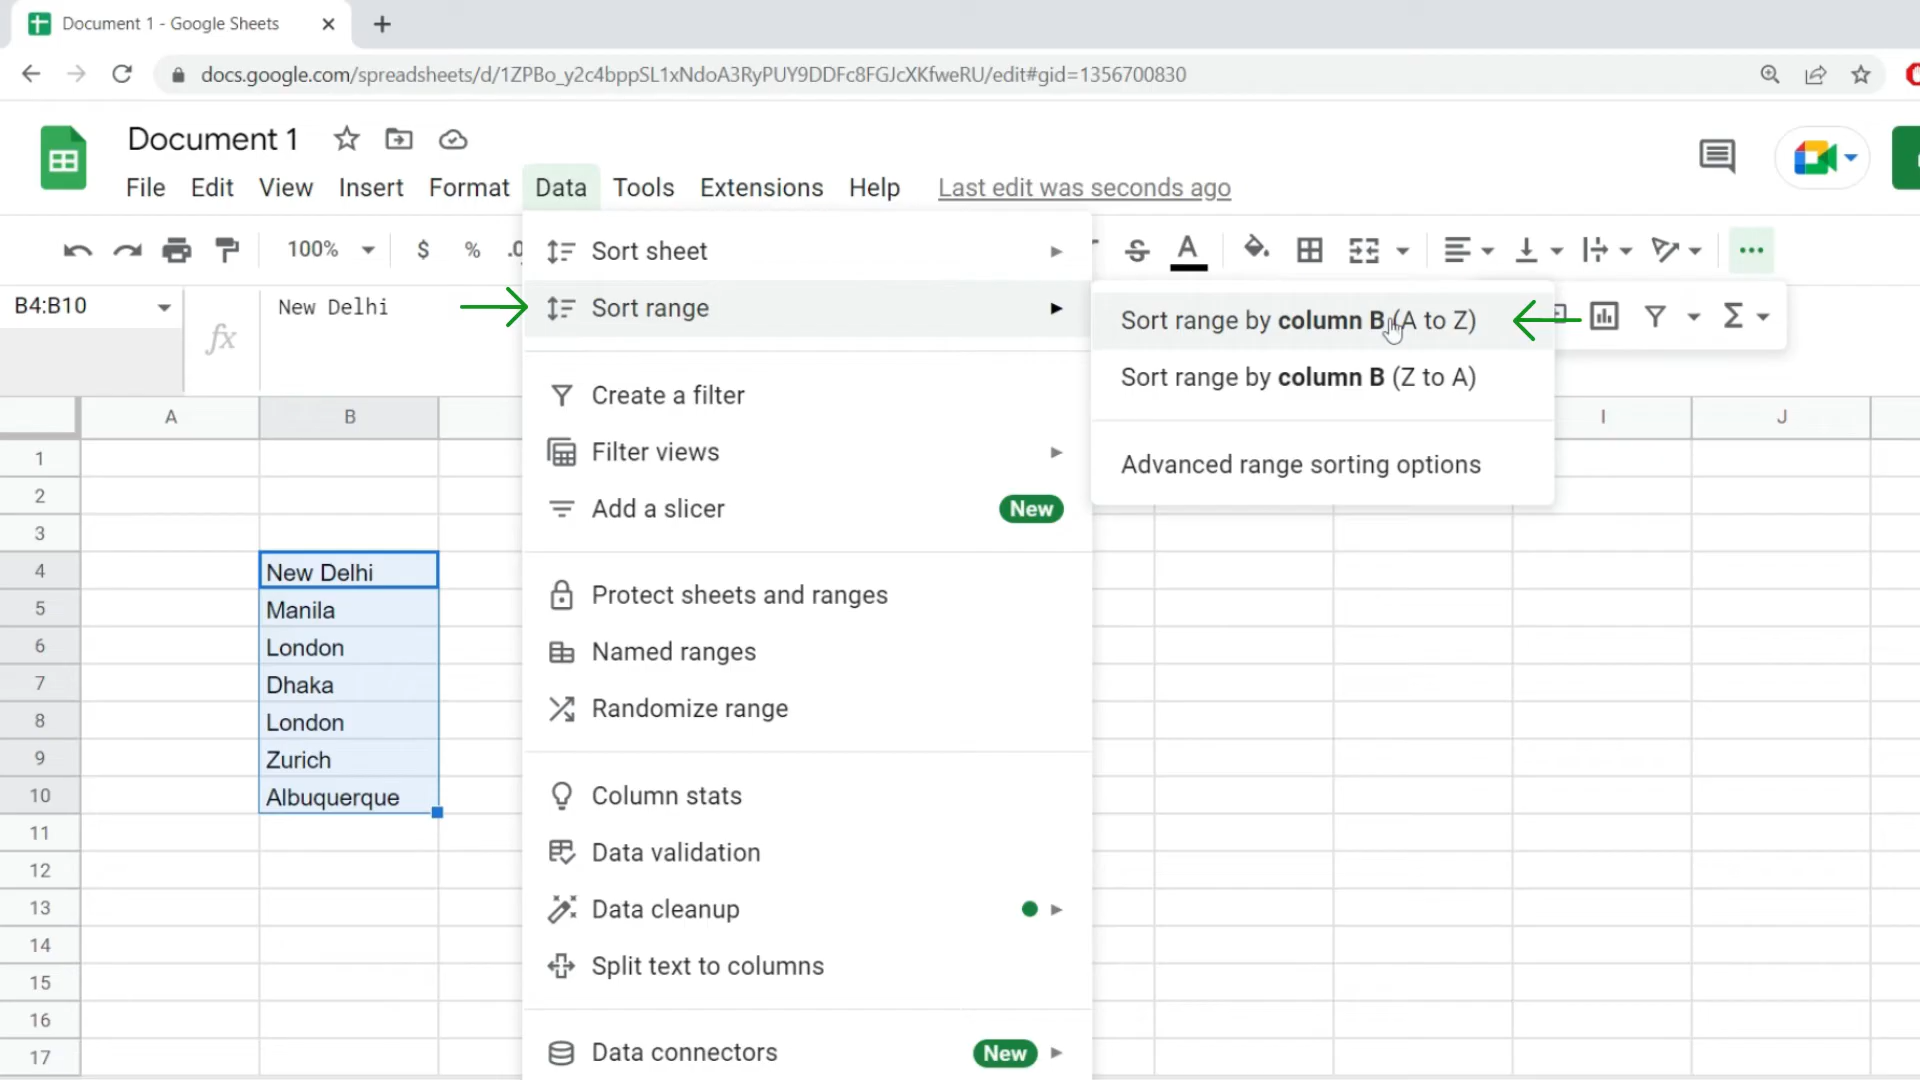 Document 1 - Google Sheets
docs.google.com/spreadsheets/d/1ZPBo_y2c4bppSL1xNdoA3RyPUY9DDFc8FGJcXKfweRU/edit#gid=1356700830
Document 1
File Edit View Insert Format Data Tools Extensions Help Last edit was seconds ago
100% $ % .0 A
B4:B10
fx
New Delhi
Sort sheet
Sort range
Create a filter
Filter views
Add a slicer New
Protect sheets and ranges
Named ranges
Randomize range
Column stats
Data validation
Data cleanup
Split text to columns
Data connectors New
Sort range by column B (A to Z)
Sort range by column B (Z to A)
Advanced range sorting options
Σ
A B I J
1
2
3
4 New Delhi
5 Manila
6 London
7 Dhaka
8 London
9 Zurich
10 Albuquerque
11
12
13
14
15
16
17